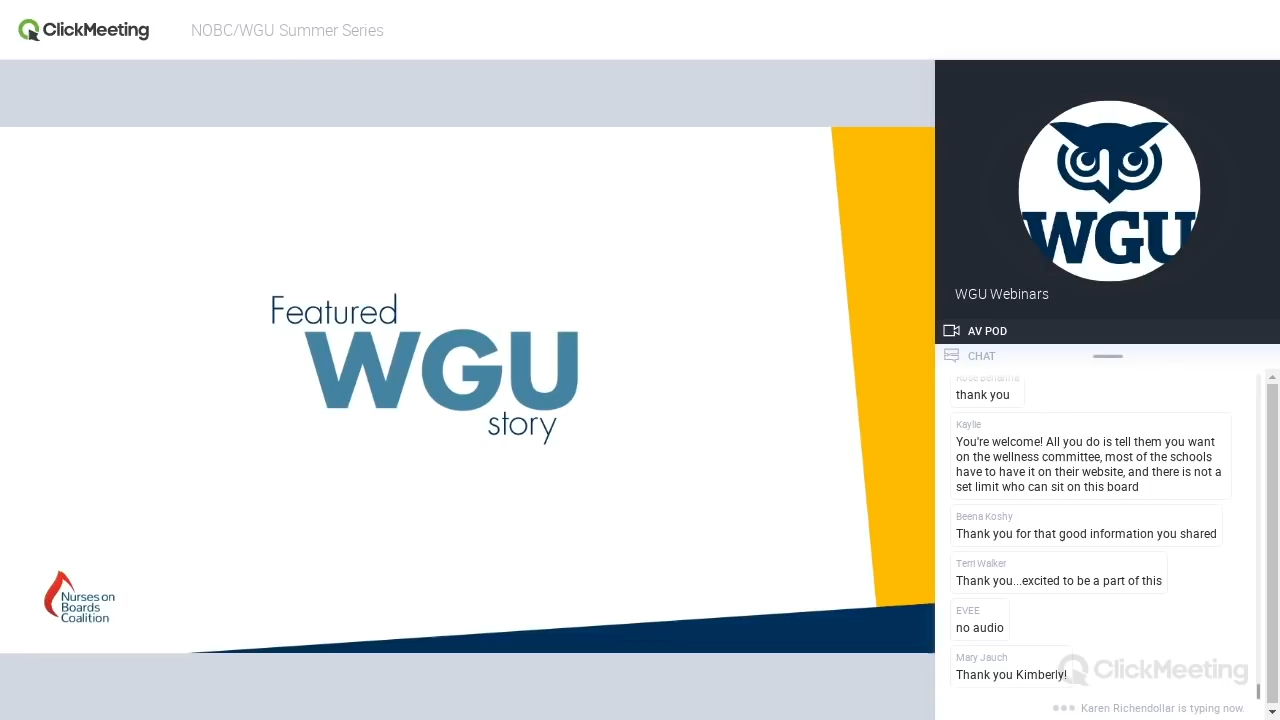 ClickMeeting
NOBC/WGU Summer Series
Featured
WGU
story
Nurses on
Boards
Coalition
WGU
WGU Webinars
AV POD
CHAT
thank you
Kaylie
You're welcome! All you do is tell them you want
on the wellness committee, most of the schools
have to have it on their website, and there is not a
set limit who can sit on this board
Beena Koshy
Thank you for that good information you shared
Terri Walker
Thank you...excited to be a part of this
EVEE
no audio
Mary Jauch
Thank you Kimberly!
ClickMeeting
Karen Richendollar is typing now.